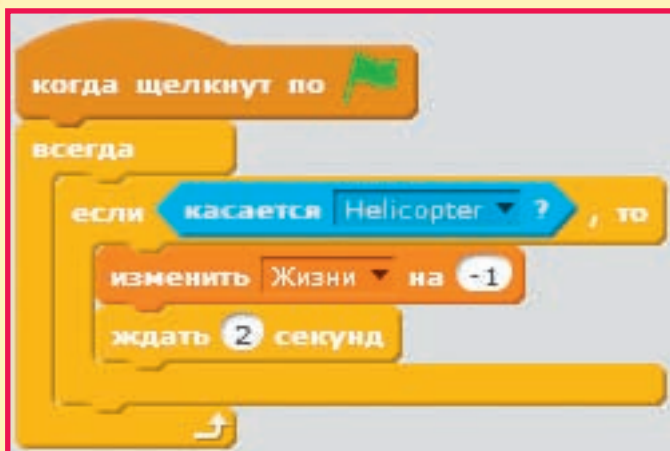 когда щелкнут по
всегда
если касается Helicopter ? , то
изменить Жизни на -1
ждать 2 секунд